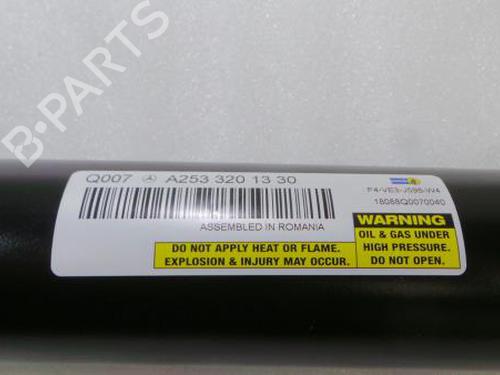 B-PARTS
Q007 A253 320 13 30
F4-VE3-J595-W4
18088Q0070040
ASSEMBLED IN ROMANIA
WARNING
OIL & GAS UNDER
HIGH PRESSURE.
DO NOT OPEN.
DO NOT APPLY HEAT OR FLAME.
EXPLOSION & INJURY MAY OCCUR.